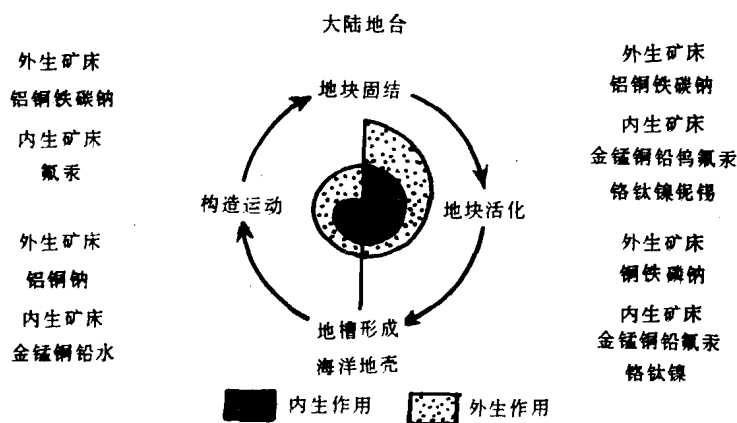 大陆地台
外生矿床
铝铜铁碳钠
内生矿床
氟汞
外生矿床
铝铜铁碳钠
内生矿床
金锰铜铅钨氟汞
铬钛镍铌锡
地块固结
构造运动
地块活化
外生矿床
铝铜钠
内生矿床
金锰铜铅水
外生矿床
铜铁磷钠
内生矿床
金锰铜铅氟汞
铬钛镍
地槽形成
海洋地壳
内生作用
外生作用